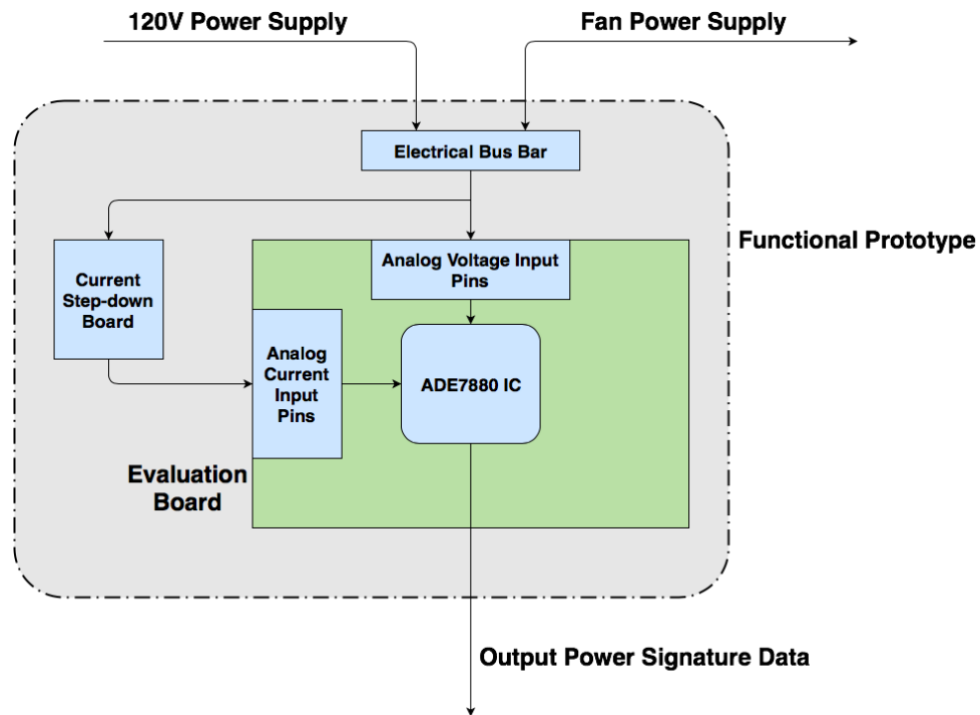 120V Power Supply
Fan Power Supply
Electrical Bus Bar
Functional Prototype
Analog Voltage Input
Pins
Current
Step-down
Board
Analog
Current
Input
Pins
ADE7880 IC
Evaluation
Board
Output Power Signature Data